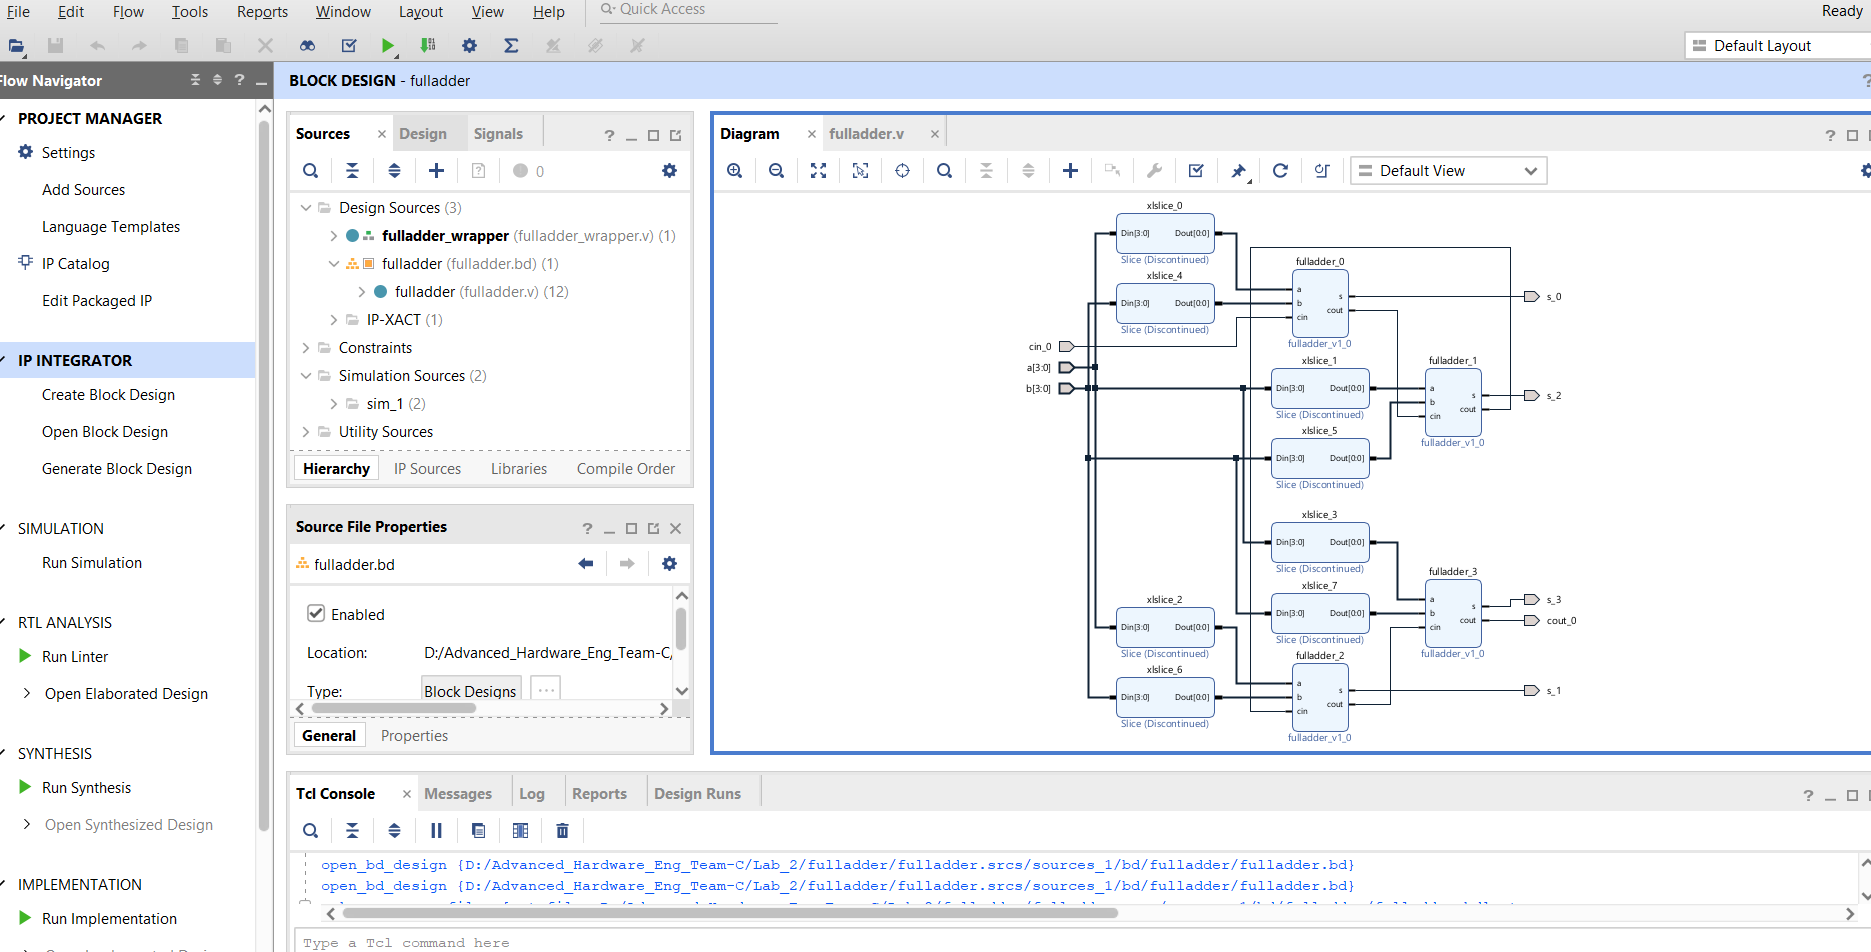 File Edit Flow Tools Reports Window Layout View Help Quick Access Ready
Default Layout
Flow Navigator
PROJECT MANAGER
Settings
Add Sources
Language Templates
IP Catalog
Edit Packaged IP
IP INTEGRATOR
Create Block Design
Open Block Design
Generate Block Design
SIMULATION
Run Simulation
RTL ANALYSIS
Run Linter
Open Elaborated Design
SYNTHESIS
Run Synthesis
Open Synthesized Design
IMPLEMENTATION
Run Implementation
BLOCK DESIGN - fulladder
Sources Design Signals
0
Design Sources (3)
fulladder_wrapper (fulladder_wrapper.v) (1)
fulladder (fulladder.bd) (1)
fulladder (fulladder.v) (12)
IP-XACT (1)
Constraints
Simulation Sources (2)
sim_1 (2)
Utility Sources
Hierarchy IP Sources Libraries Compile Order
Source File Properties
fulladder.bd
Enabled
Location: D:/Advanced_Hardware_Eng_Team-C/
Type: Block Designs ...
General Properties
Diagram fulladder.v
Default View
xlslice_0
Din[3:0] Dout[0:0]
Slice (Discontinued)
xlslice_4
Din[3:0] Dout[0:0]
Slice (Discontinued)
fulladder_0
a
b
cin
s
cout
fulladder_v1_0
cin_0
a[3:0]
b[3:0]
xlslice_1
Din[3:0] Dout[0:0]
Slice (Discontinued)
xlslice_5
Din[3:0] Dout[0:0]
Slice (Discontinued)
fulladder_1
a
b
cin
s
cout
fulladder_v1_0
s_0
s_2
xlslice_3
Din[3:0] Dout[0:0]
Slice (Discontinued)
xlslice_7
Din[3:0] Dout[0:0]
Slice (Discontinued)
fulladder_3
a
b
cin
s
cout
fulladder_v1_0
s_3
cout_0
xlslice_2
Din[3:0] Dout[0:0]
Slice (Discontinued)
xlslice_6
Din[3:0] Dout[0:0]
Slice (Discontinued)
fulladder_2
a
b
cin
s
cout
fulladder_v1_0
s_1
Tcl Console Messages Log Reports Design Runs
open_bd_design {D:/Advanced_Hardware_Eng_Team-C/Lab_2/fulladder/fulladder.srcs/sources_1/bd/fulladder/fulladder.bd}
open_bd_design {D:/Advanced_Hardware_Eng_Team-C/Lab_2/fulladder/fulladder.srcs/sources_1/bd/fulladder/fulladder.bd}
Type a Tcl command here